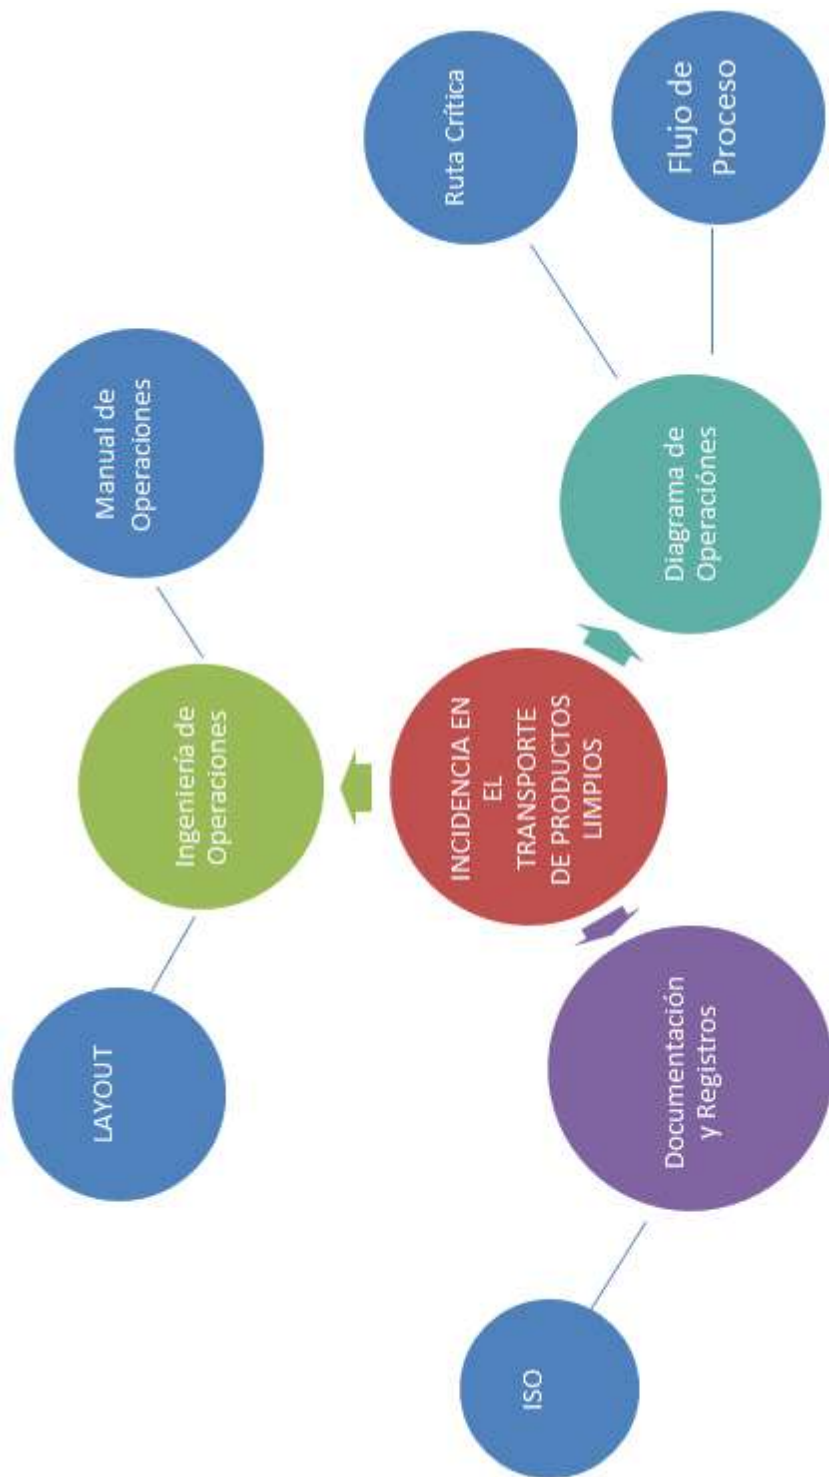 LAYOUT
Manual de
Operaciones
Ingeniería de
Operaciones
INCIDENCIA EN
EL
TRANSPORTE
DE PRODUCTOS
LIMPIOS
ISO
Ruta Crítica
Documentación
y Registros
Diagrama de
Operaciónes
Flujo de
Proceso